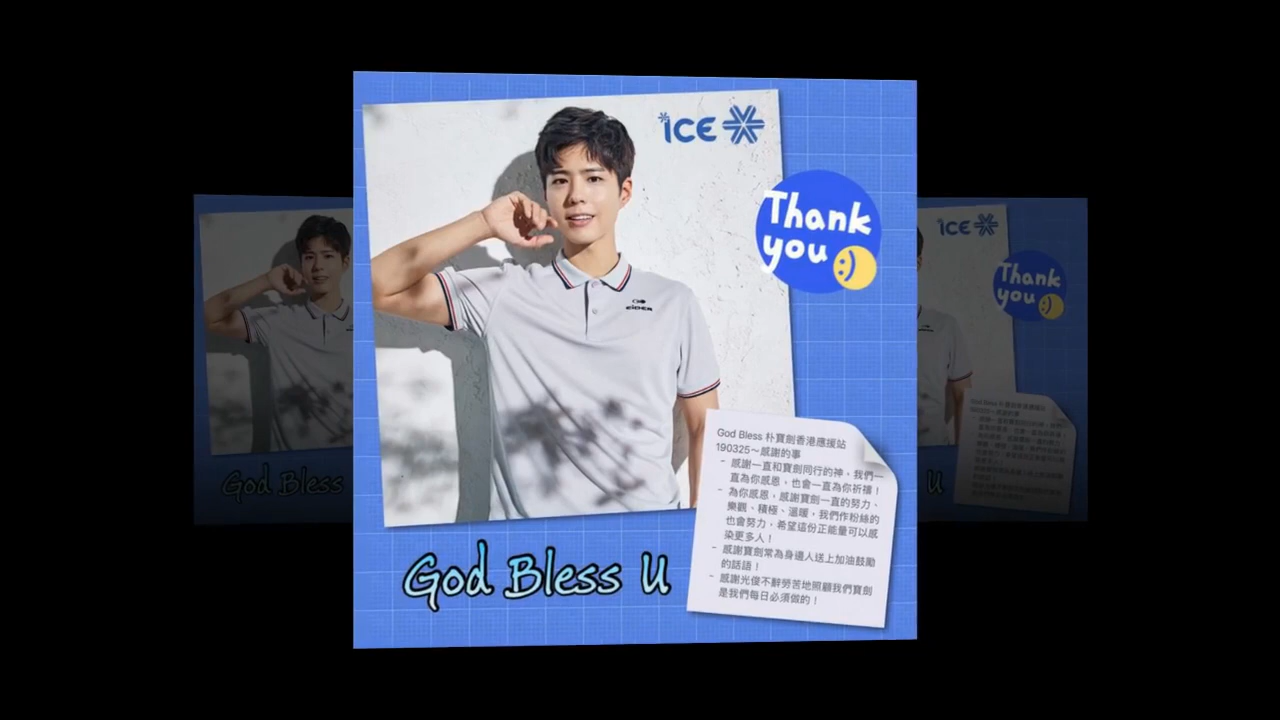 ICE
Thank
you
EIDER
God Bless 朴寶劍香港應援站
190325～感謝的事
- 感謝一直和寶劍同行的神，我們一
直為你感恩，也會一直為你祈禱！
- 為你感恩，感謝寶劍一直的努力、
樂觀、積極、溫暖，我們作粉絲的
也會努力，希望這份正能量可以感
染更多人！
- 感謝寶劍常為身邊人送上加油鼓勵
的話語！
- 感謝光俊不辭勞苦地照顧我們寶劍
是我們每日必須做的！
God Bless U
God Bless
ICE
Thank
you
U